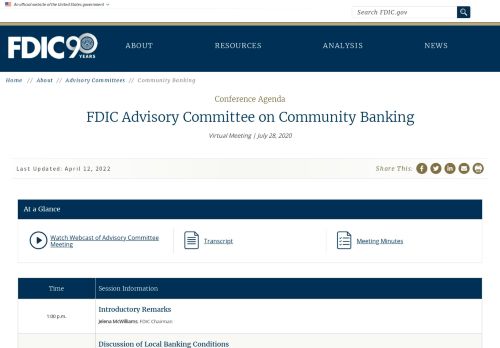 An official website of the United States government
Search FDIC.gov
FDIC 90 YEARS
ABOUT RESOURCES ANALYSIS NEWS
Home // About // Advisory Committees // Community Banking
Conference Agenda
FDIC Advisory Committee on Community Banking
Virtual Meeting | July 28, 2020
Last Updated: April 12, 2022
Share This:
At a Glance
Watch Webcast of Advisory Committee
Meeting
Transcript
Meeting Minutes
Time Session Information
Introductory Remarks
1:00 p.m.
Jelena McWilliams, FDIC Chairman
Discussion of Local Banking Conditions